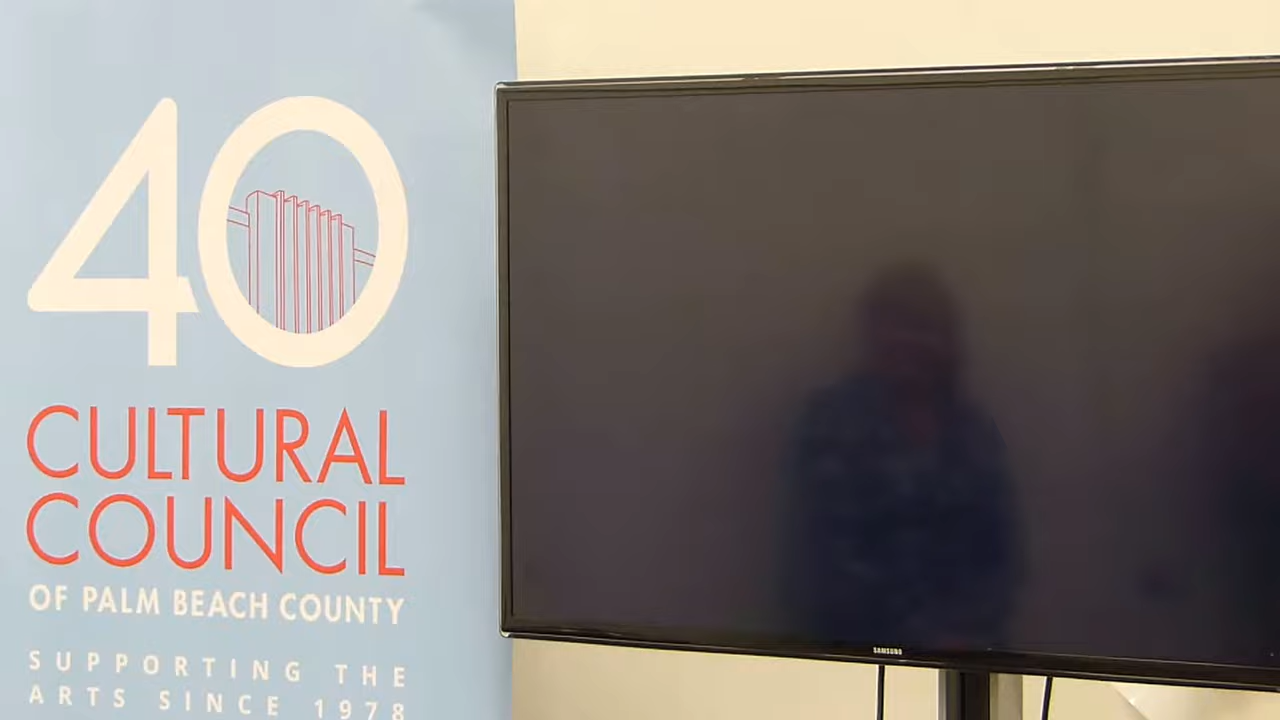 40
CULTURAL
COUNCIL
OF PALM BEACH COUNTY
SUPPORTING THE
ARTS SINCE 1978
SAMSUNG